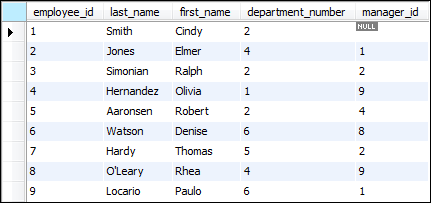 employee_id last_name first_name department_number manager_id
1 Smith Cindy 2 NULL
2 Jones Elmer 4 1
3 Simonian Ralph 2 2
4 Hernandez Olivia 1 9
5 Aaronsen Robert 2 4
6 Watson Denise 6 8
7 Hardy Thomas 5 2
8 O'Leary Rhea 4 9
9 Locario Paulo 6 1